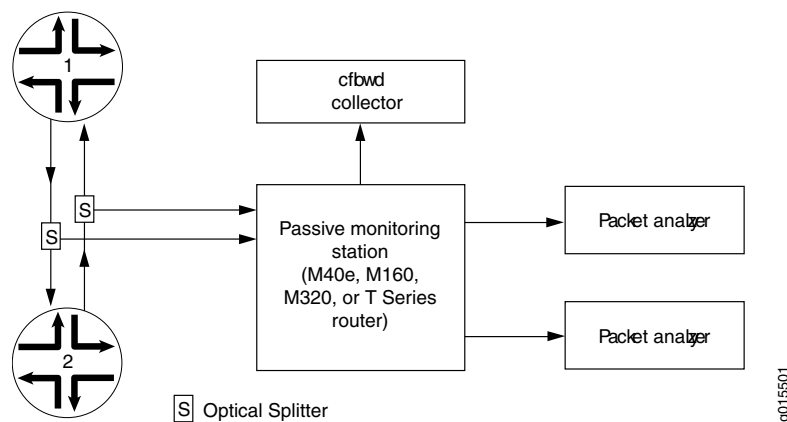 1
cflowd
collector
S
S
Passive monitoring
station
(M40e, M160,
M320, or T Series
router)
Packet analyzer
Packet analyzer
2
S Optical Splitter
g015501